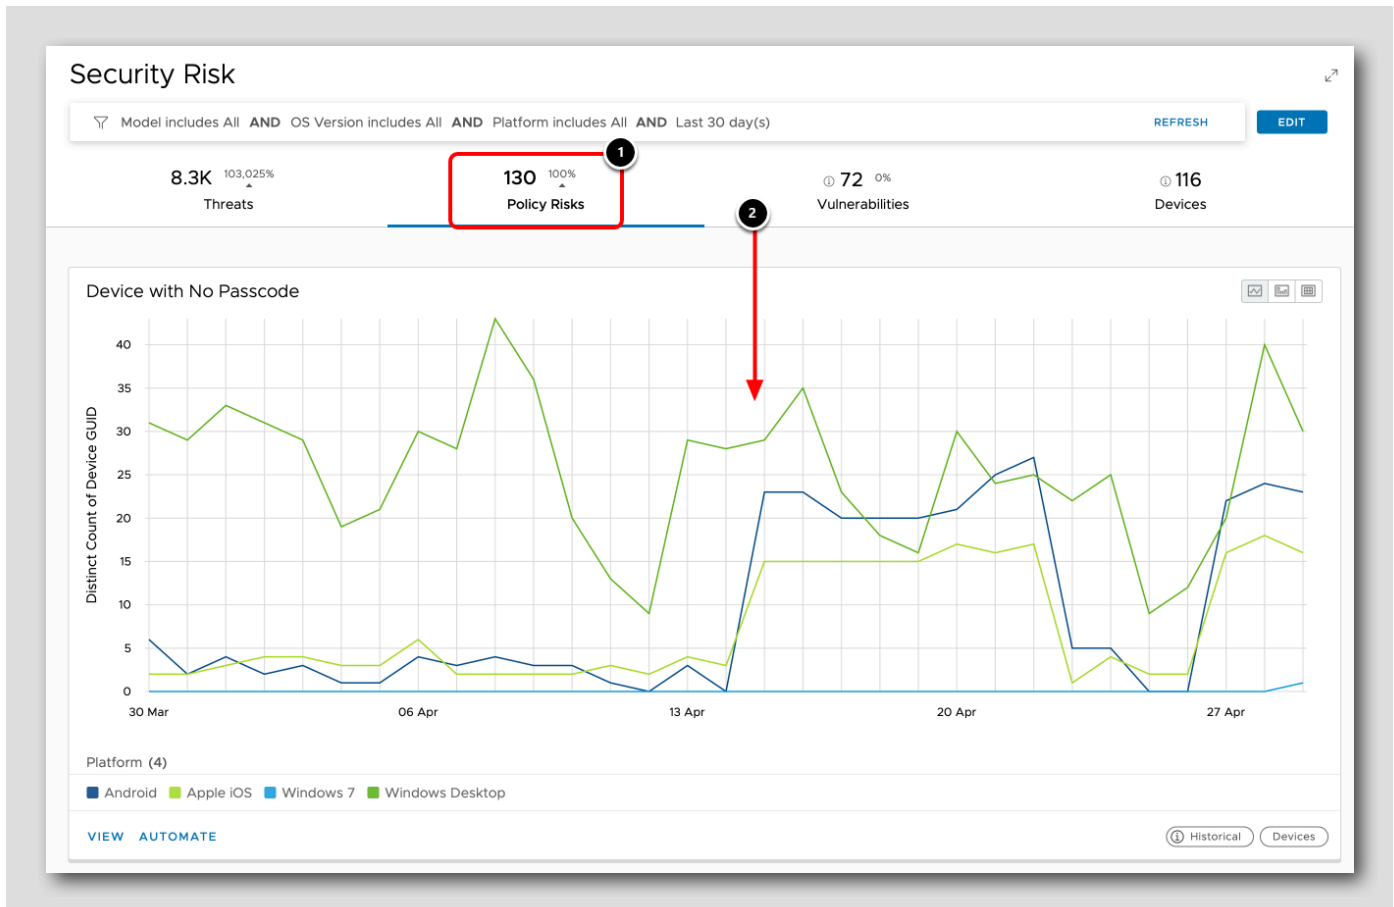 Security Risk
Model includes All AND OS Version includes All AND Platform includes All AND Last 30 day(s)
REFRESH
EDIT
1
8.3K 103,025%
Threats
130 100%
Policy Risks
72 0%
Vulnerabilities
116
Devices
2
Device with No Passcode
Distinct Count of Device GUID
40
35
30
25
20
15
10
5
0
30 Mar
06 Apr
13 Apr
20 Apr
27 Apr
Platform (4)
Android
Apple iOS
Windows 7
Windows Desktop
VIEW
AUTOMATE
Historical
Devices